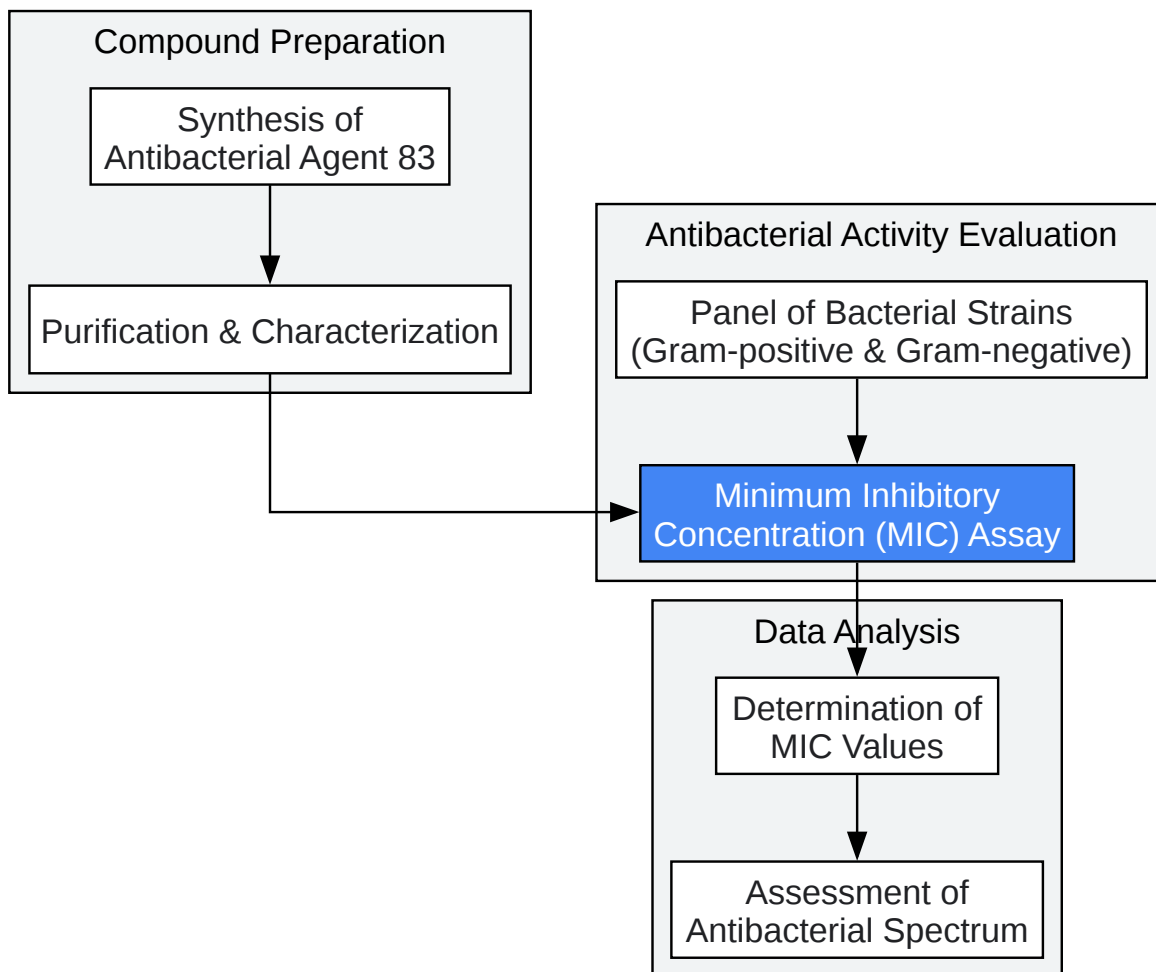 Compound Preparation
Synthesis of
Antibacterial Agent 83
Purification & Characterization
Antibacterial Activity Evaluation
Panel of Bacterial Strains
(Gram-positive & Gram-negative)
Minimum Inhibitory
Concentration (MIC) Assay
Data Analysis
Determination of
MIC Values
Assessment of
Antibacterial Spectrum